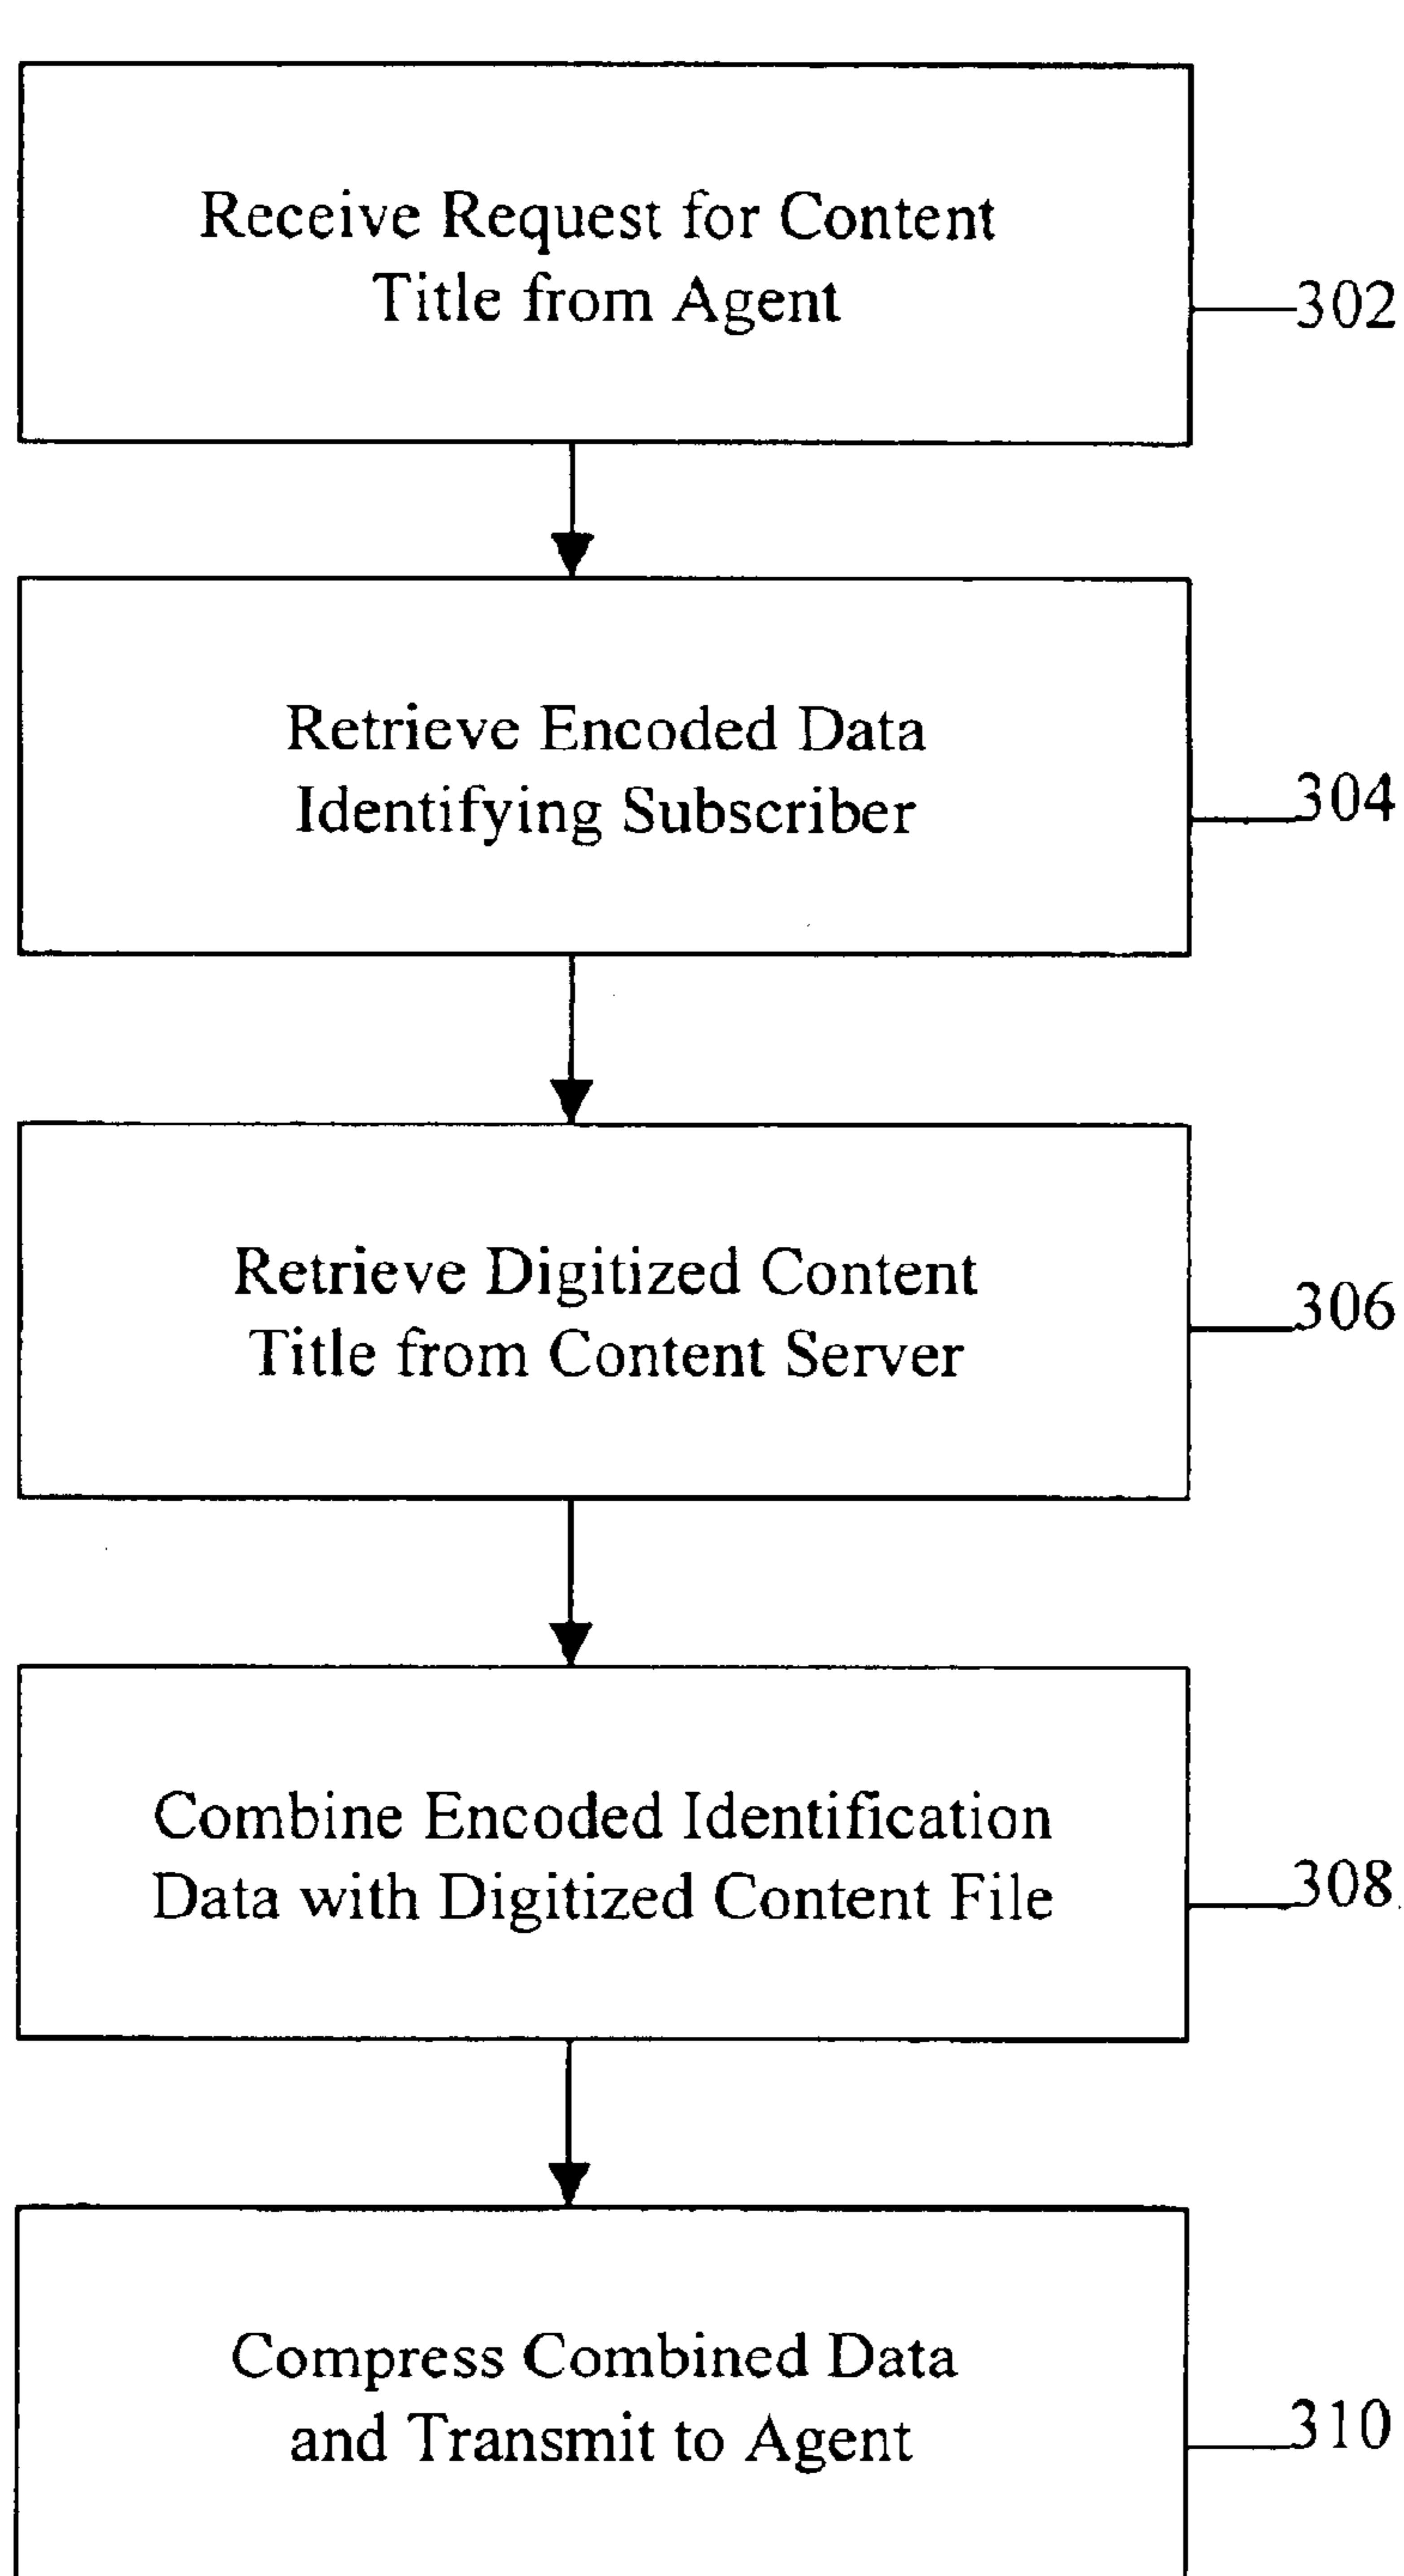 Receive Request for Content
Title from Agent
302
Retrieve Encoded Data
Identifying Subscriber
304
Retrieve Digitized Content
Title from Content Server
306
Combine Encoded Identification
Data with Digitized Content File
308
Compress Combined Data
and Transmit to Agent
310